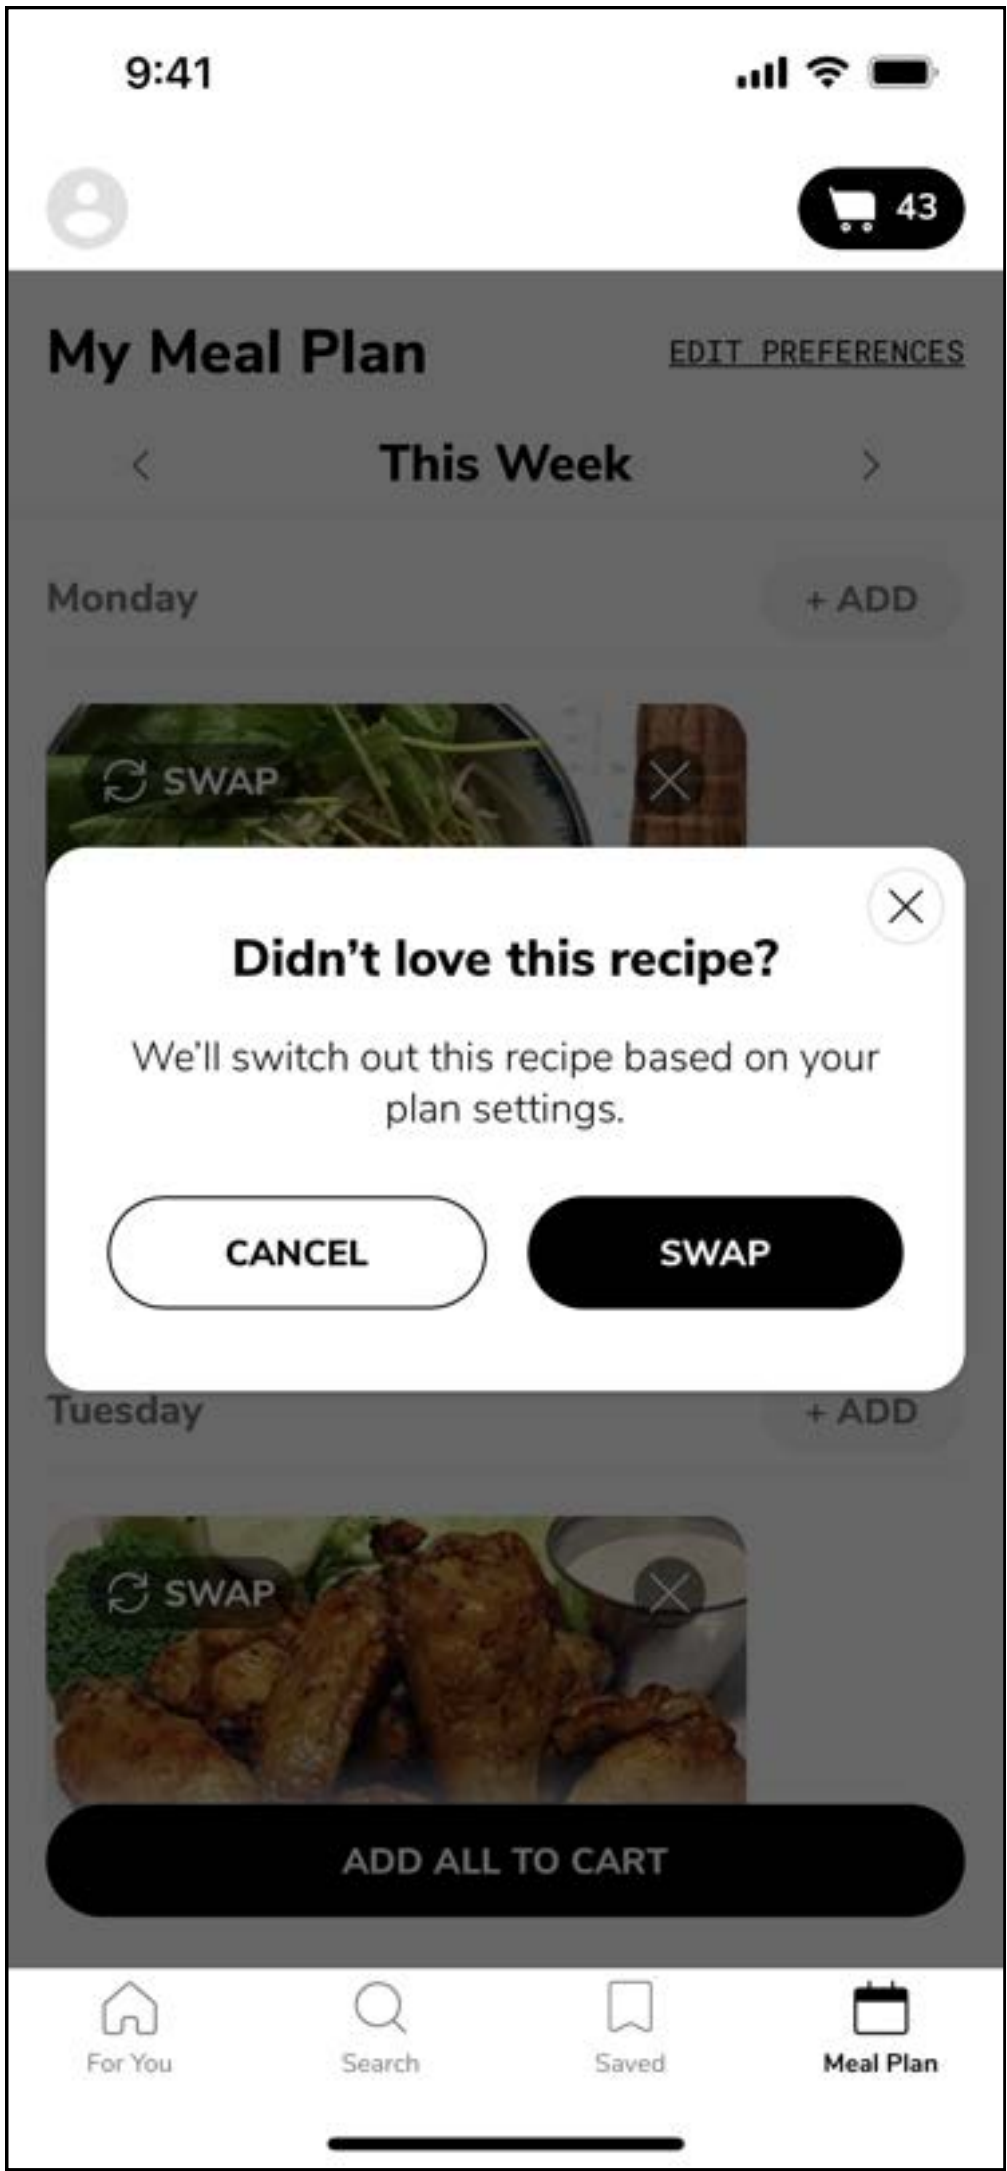 9:41
43
My Meal Plan
EDIT PREFERENCES
This Week
Monday
+ ADD
SWAP
Didn't love this recipe?
We'll switch out this recipe based on your
plan settings.
CANCEL
SWAP
Tuesday
+ ADD
SWAP
ADD ALL TO CART
For You
Search
Saved
Meal Plan